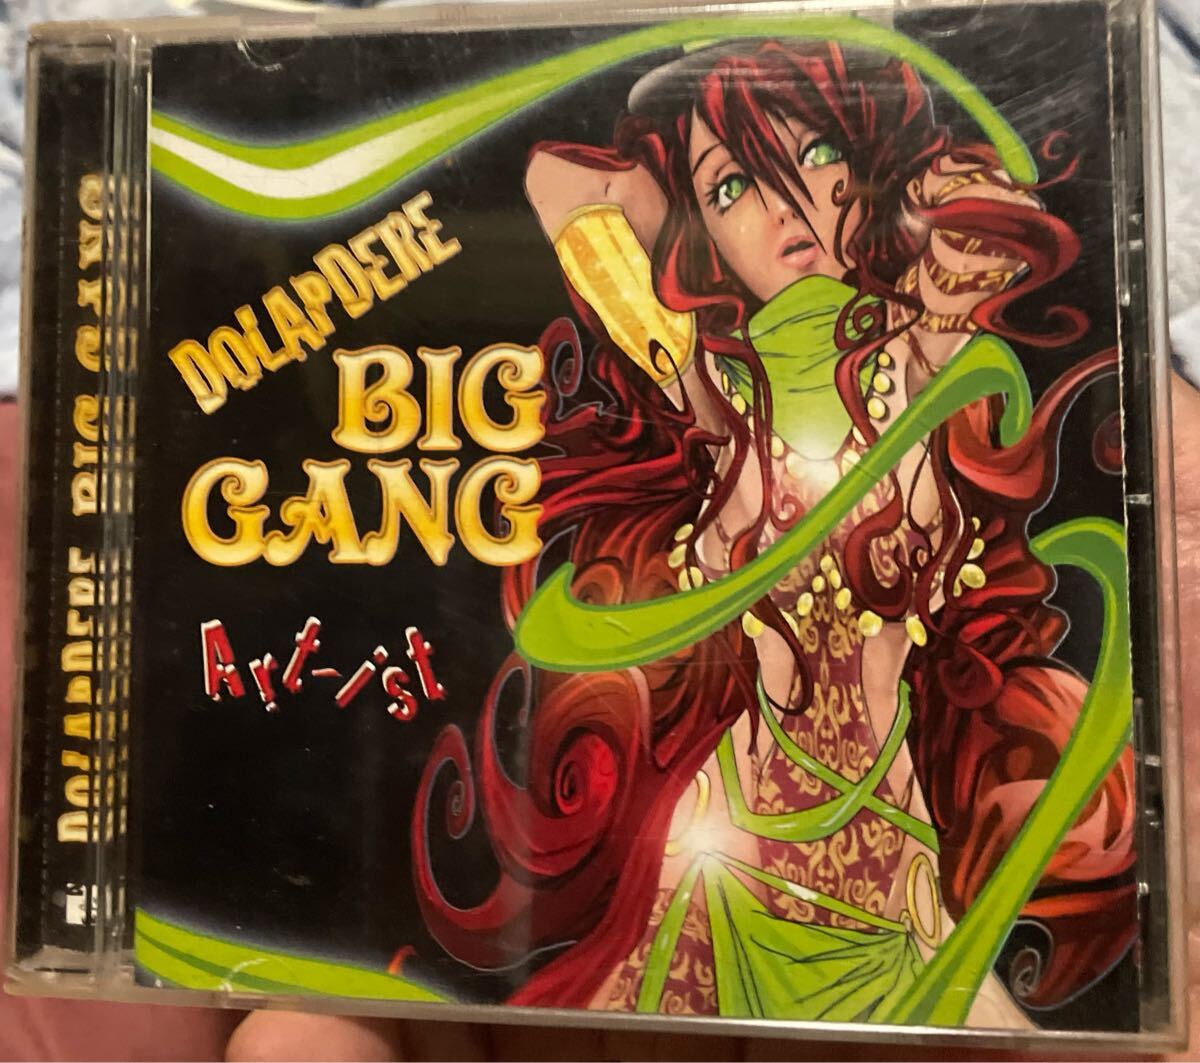 DOLAPDERE
BIG
GANG
Art-ist
DOLAPDERE BIG GANG